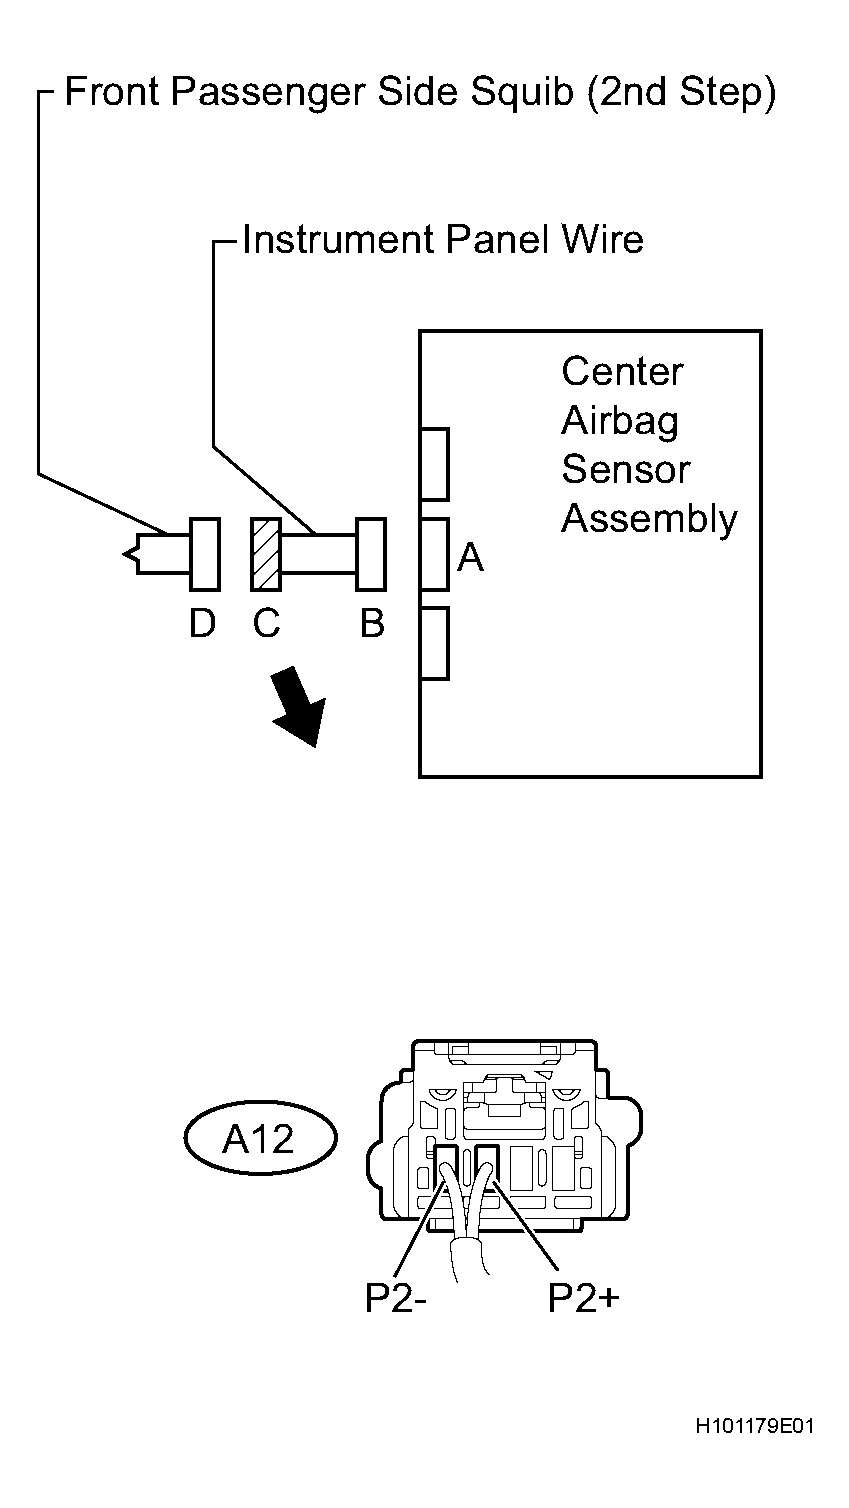 Front Passenger Side Squib (2nd Step)
Instrument Panel Wire
Center
Airbag
Sensor
Assembly
A
D
C
B
A12
P2-
P2+
H101179E01